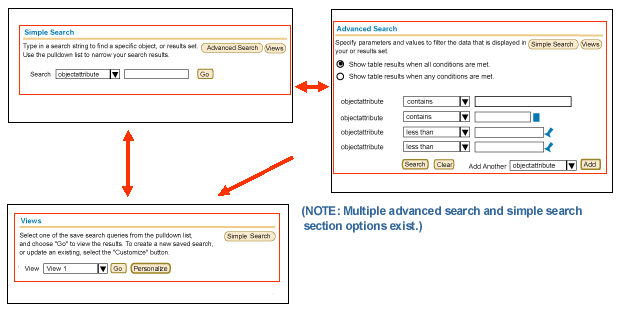 Simple Search
Type in a search string to find a specific object, or results set.
Use the pulldown list to narrow your search results.
Advanced Search
Views
Search
objectattribute
Go
Advanced Search
Specify parameters and values to filter the data that is displayed in
your or results set.
Simple Search
Views
Show table results when all conditions are met
Show table results when any conditions are met.
objectattribute contains
objectattribute contains
objectattribute less than
objectattribute less than
Search Clear Add Another objectattribute Add
Views
Select one of the save search queries from the pulldown list,
and choose "Go" to view the results. To create a new saved search,
or update an existing, select the "Customize" button.
Simple Search
View View 1 Go Personalize
(NOTE: Multiple advanced search and simple search
section options exist.)